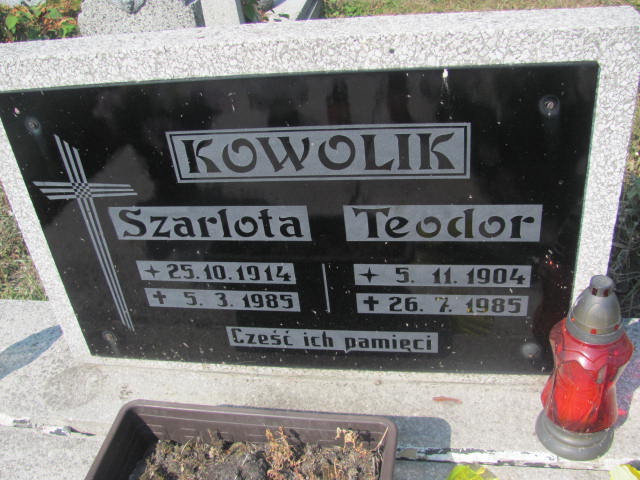 KOWOLIK
Szarlota Teodor
25.10.1914 5. 11. 1904
5. 3. 1985 26. 7. 1985
Cześć ich pamięci